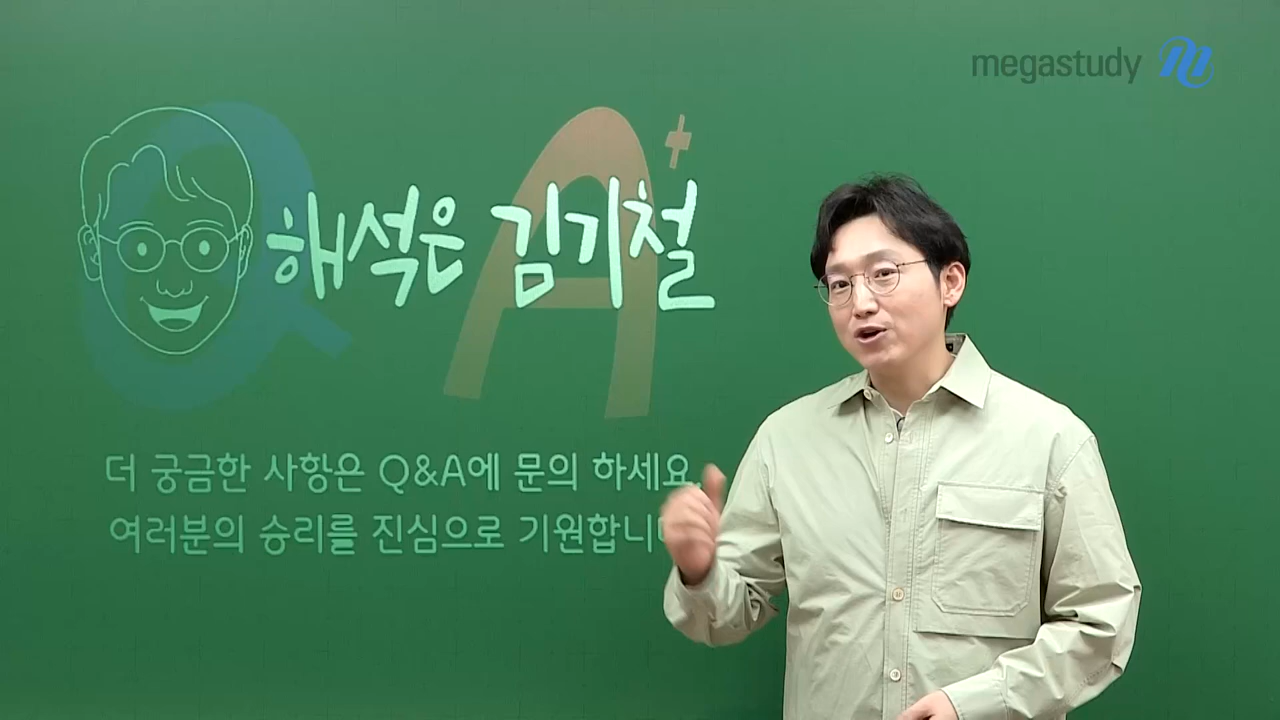 megastudy
해석은 김기철
더 궁금한 사항은 Q&A에 문의 하세요.
여러분의 승리를 진심으로 기원합니